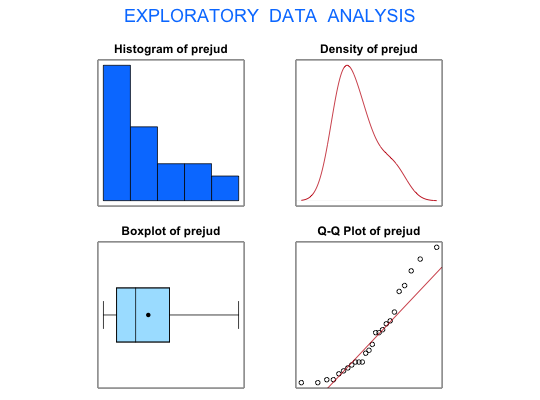 EXPLORATORY DATA ANALYSIS
Histogram of prejud
Density of prejud
Boxplot of prejud
Q-Q Plot of prejud